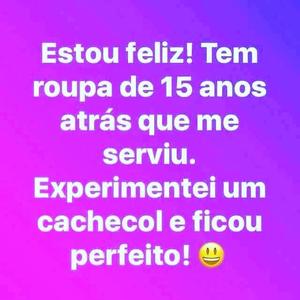 Estou feliz! Tem
roupa de 15 anos
atrás que me
serviu.
Experimentei um
cachecol e ficou
perfeito! 😃